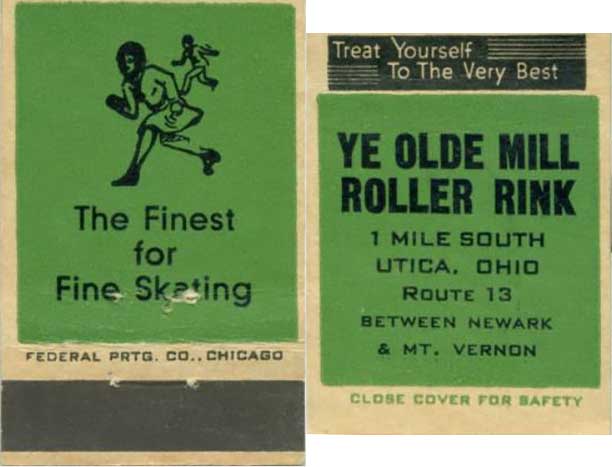 The Finest
for
Fine Skating
FEDERAL PRTG. CO., CHICAGO
Treat Yourself
To The Very Best
YE OLDE MILL
ROLLER RINK
1 MILE SOUTH
UTICA, OHIO
ROUTE 13
BETWEEN NEWARK
& MT. VERNON
CLOSE COVER FOR SAFETY